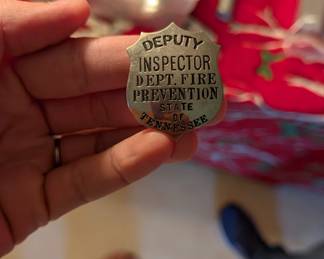 DEPUTY
INSPECTOR
DEPT. FIRE
PREVENTION
STATE
OF
TENNESSEE